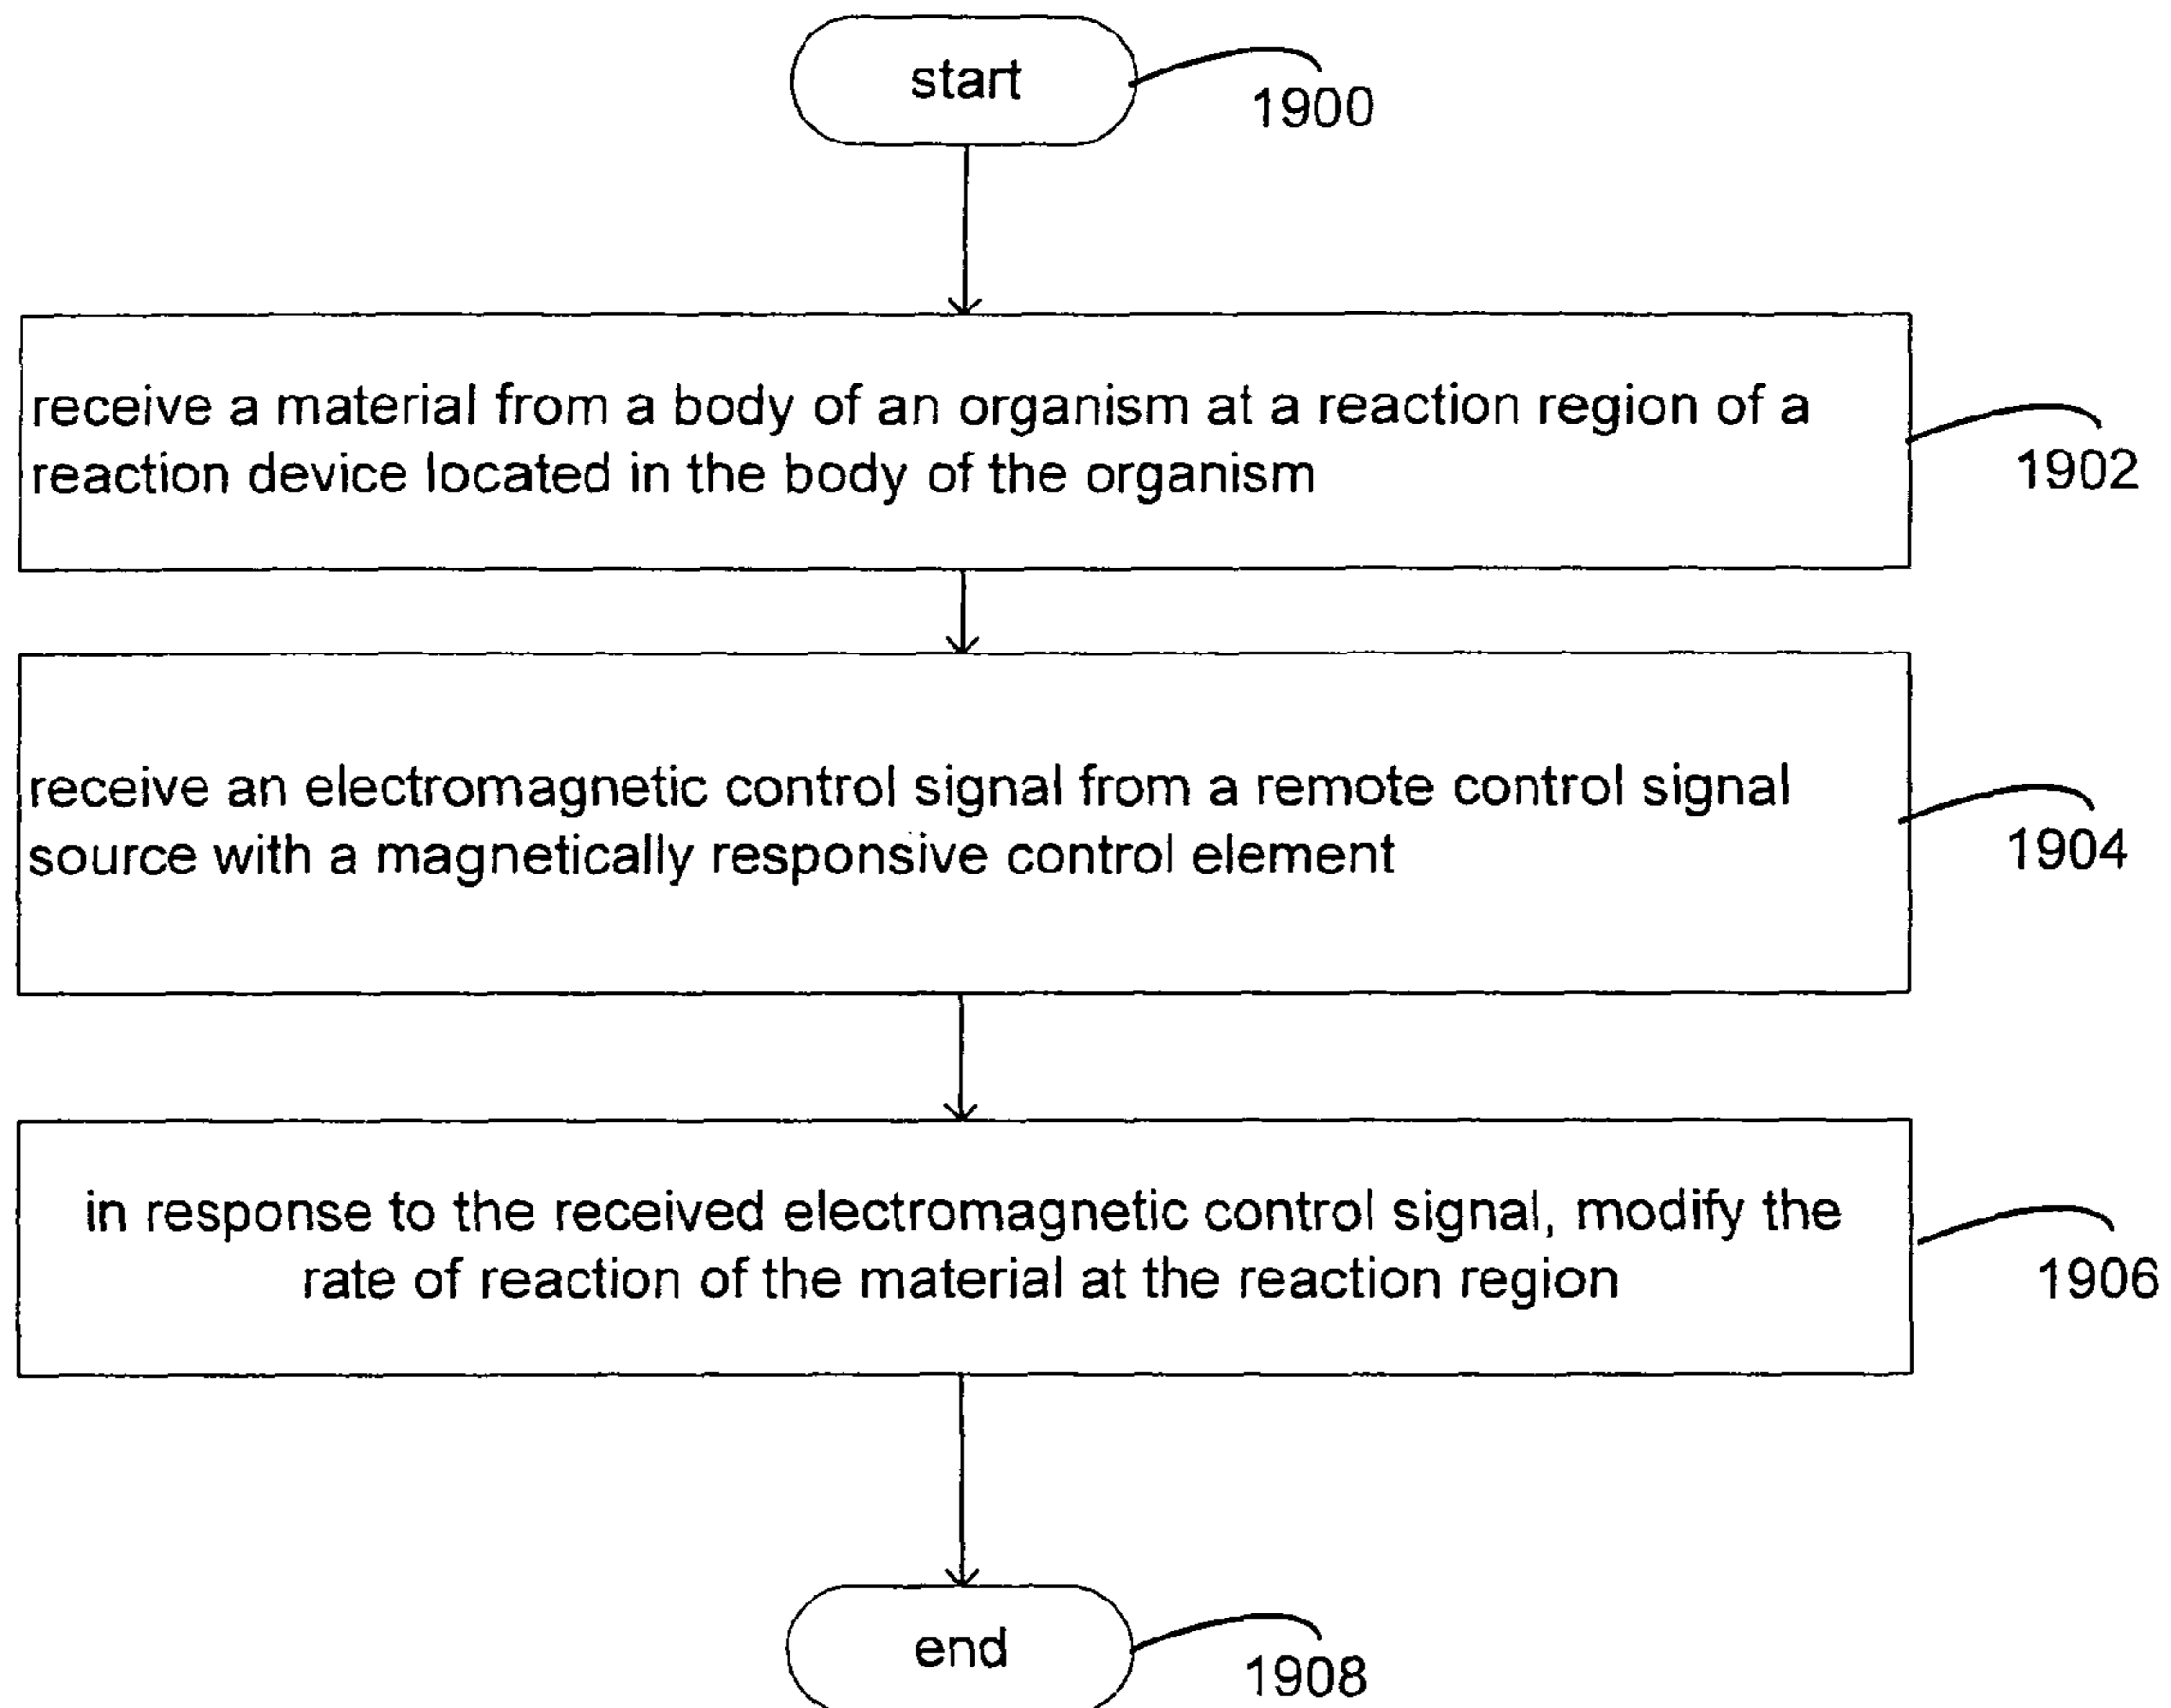 start
1900
receive a material from a body of an organism at a reaction region of a
reaction device located in the body of the organism
1902
receive an electromagnetic control signal from a remote control signal
source with a magnetically responsive control element
1904
in response to the received electromagnetic control signal, modify the
rate of reaction of the material at the reaction region
1906
end
1908